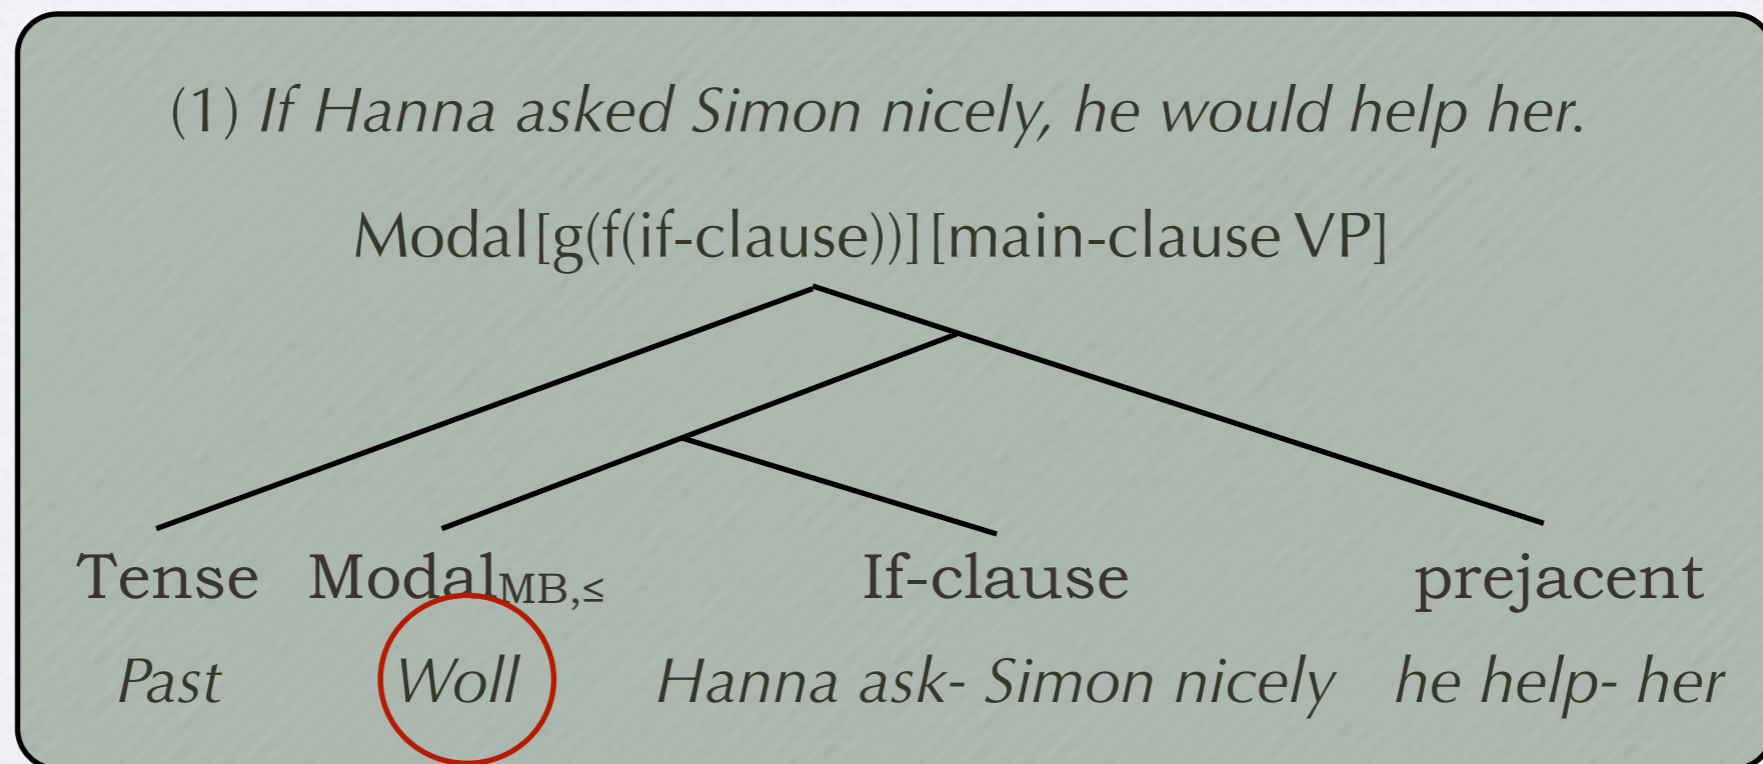 (1) If Hanna asked Simon nicely, he would help her.
Modal[g(f(if-clause))][main-clause VP]
Tense Modal_MB,≤ If-clause prejacent
Past Woll Hanna ask- Simon nicely he help- her